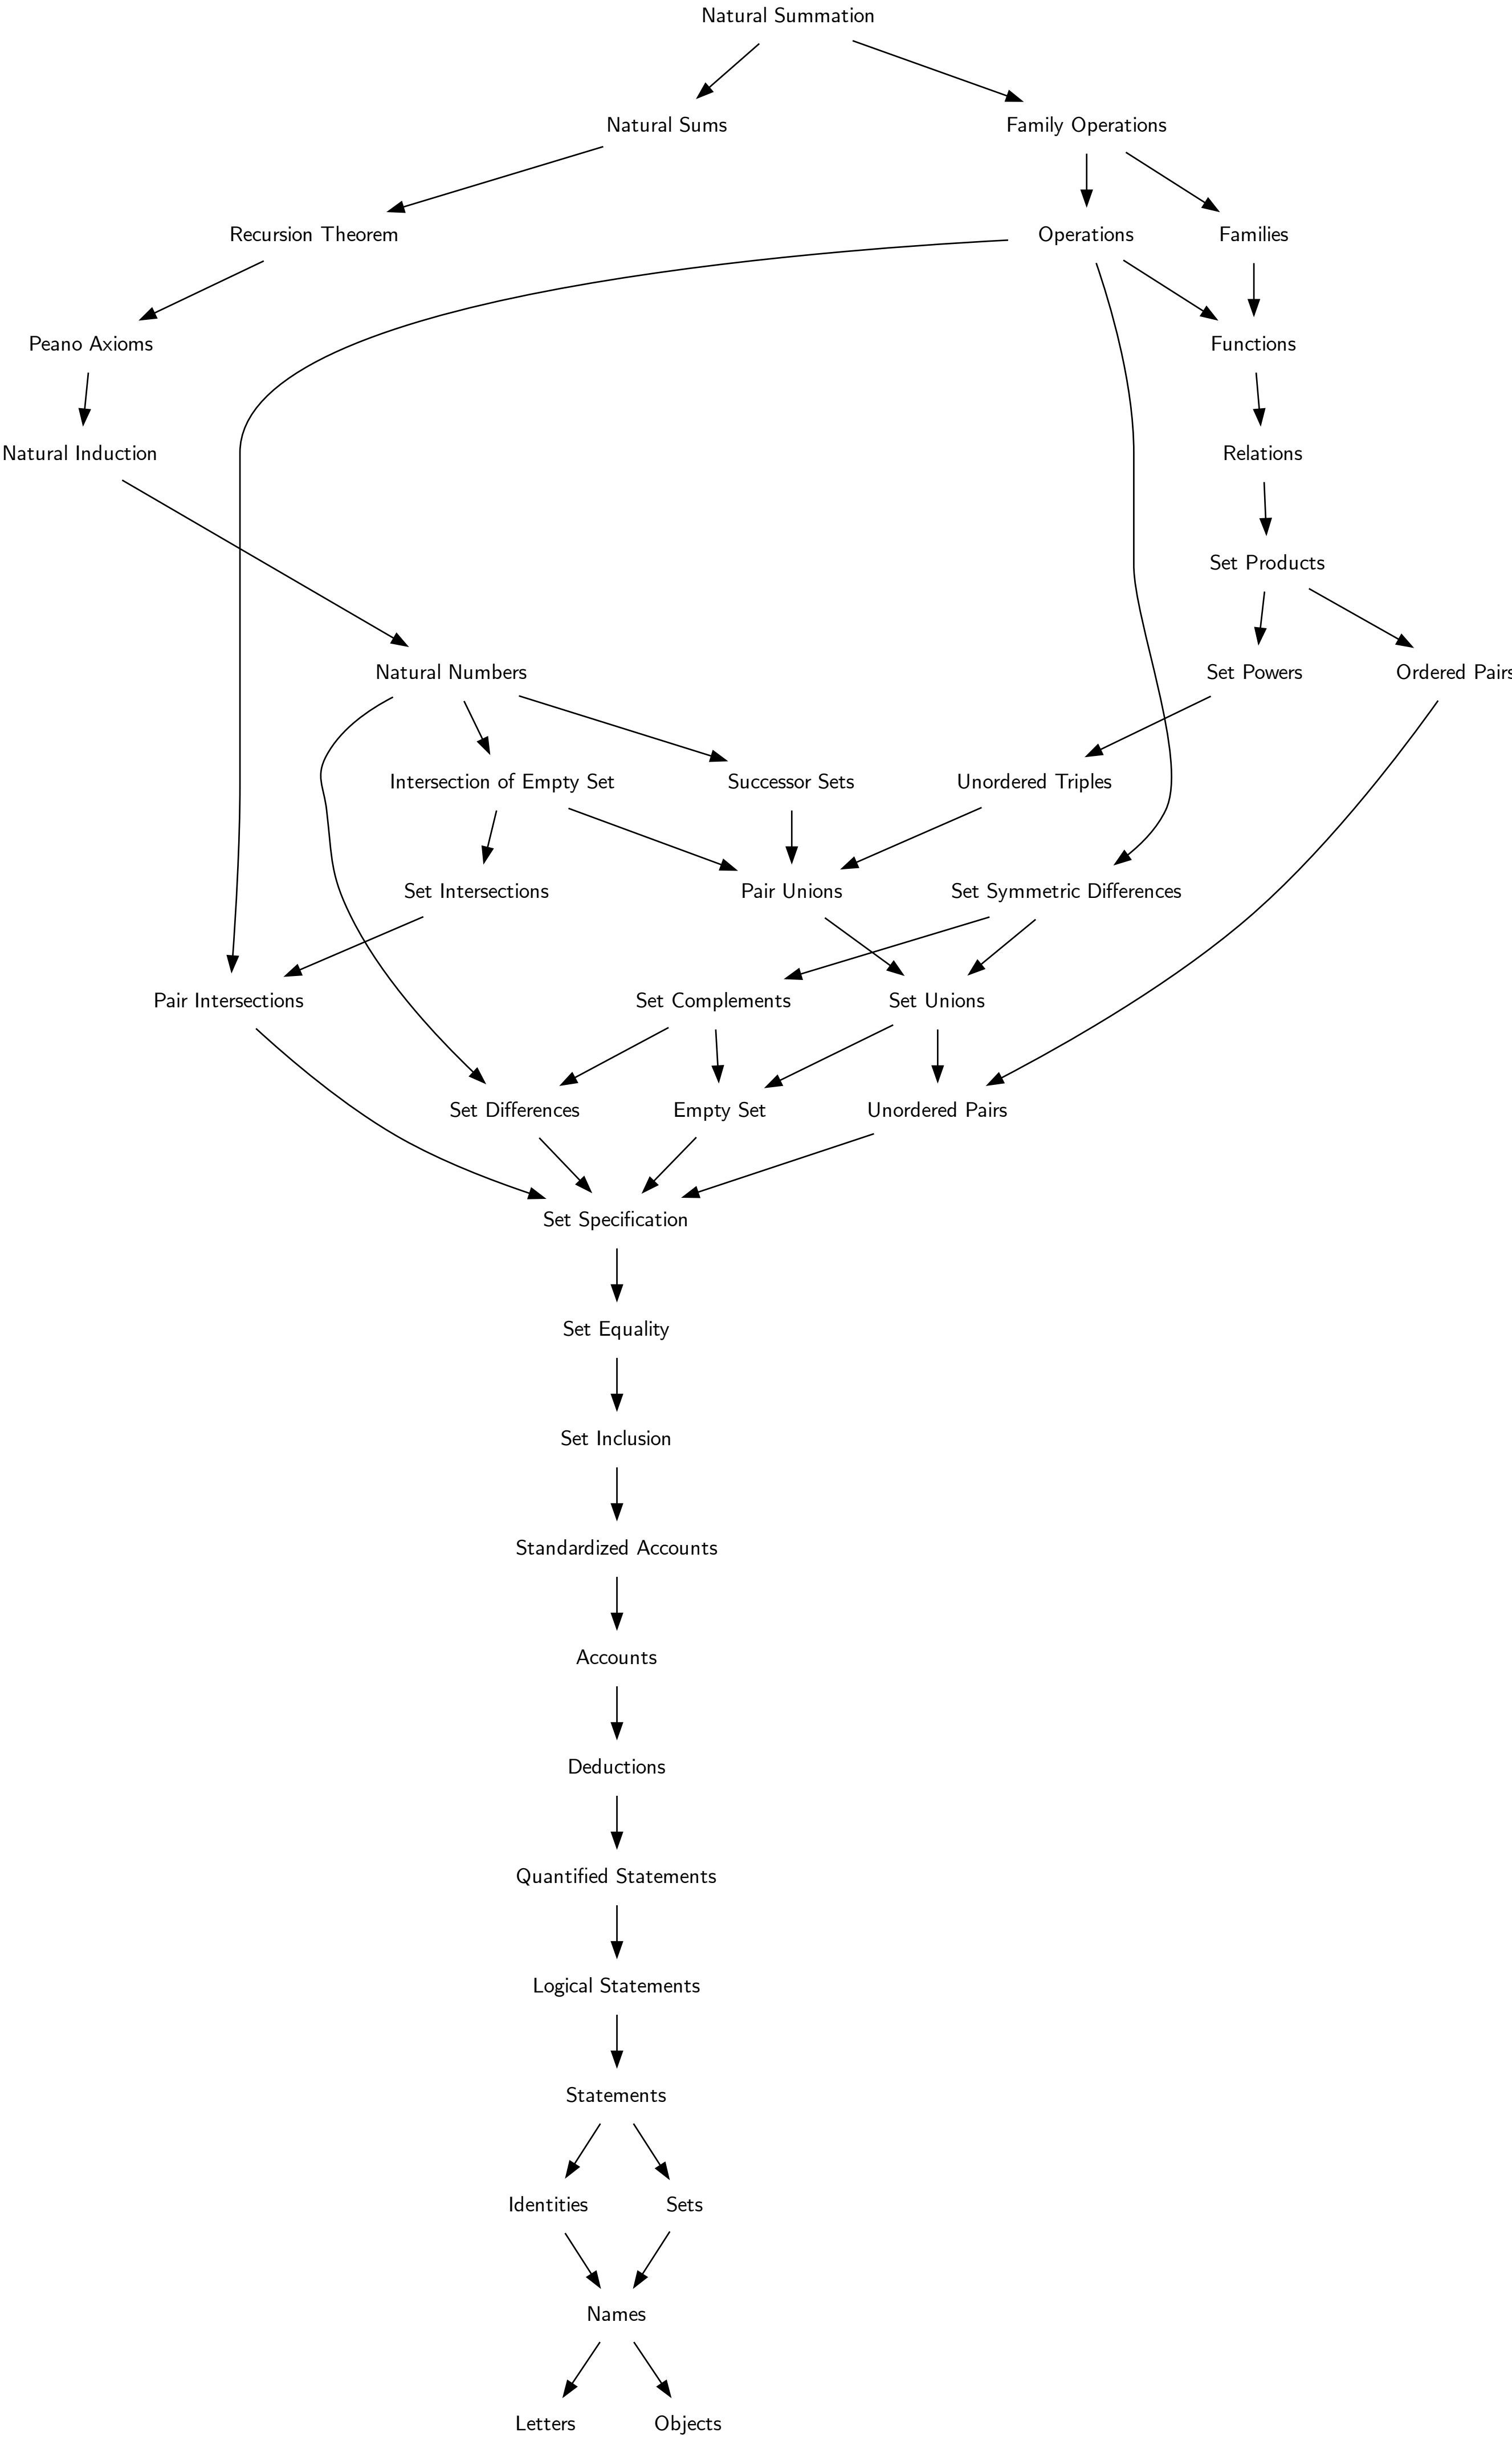 Natural Summation
Natural Sums
Family Operations
Recursion Theorem
Operations
Families
Peano Axioms
Functions
Natural Induction
Relations
Set Products
Natural Numbers
Set Powers
Ordered Pairs
Intersection of Empty Set
Successor Sets
Unordered Triples
Set Intersections
Pair Unions
Set Symmetric Differences
Pair Intersections
Set Complements
Set Unions
Set Differences
Empty Set
Unordered Pairs
Set Specification
Set Equality
Set Inclusion
Standardized Accounts
Accounts
Deductions
Quantified Statements
Logical Statements
Statements
Identities
Sets
Names
Letters
Objects